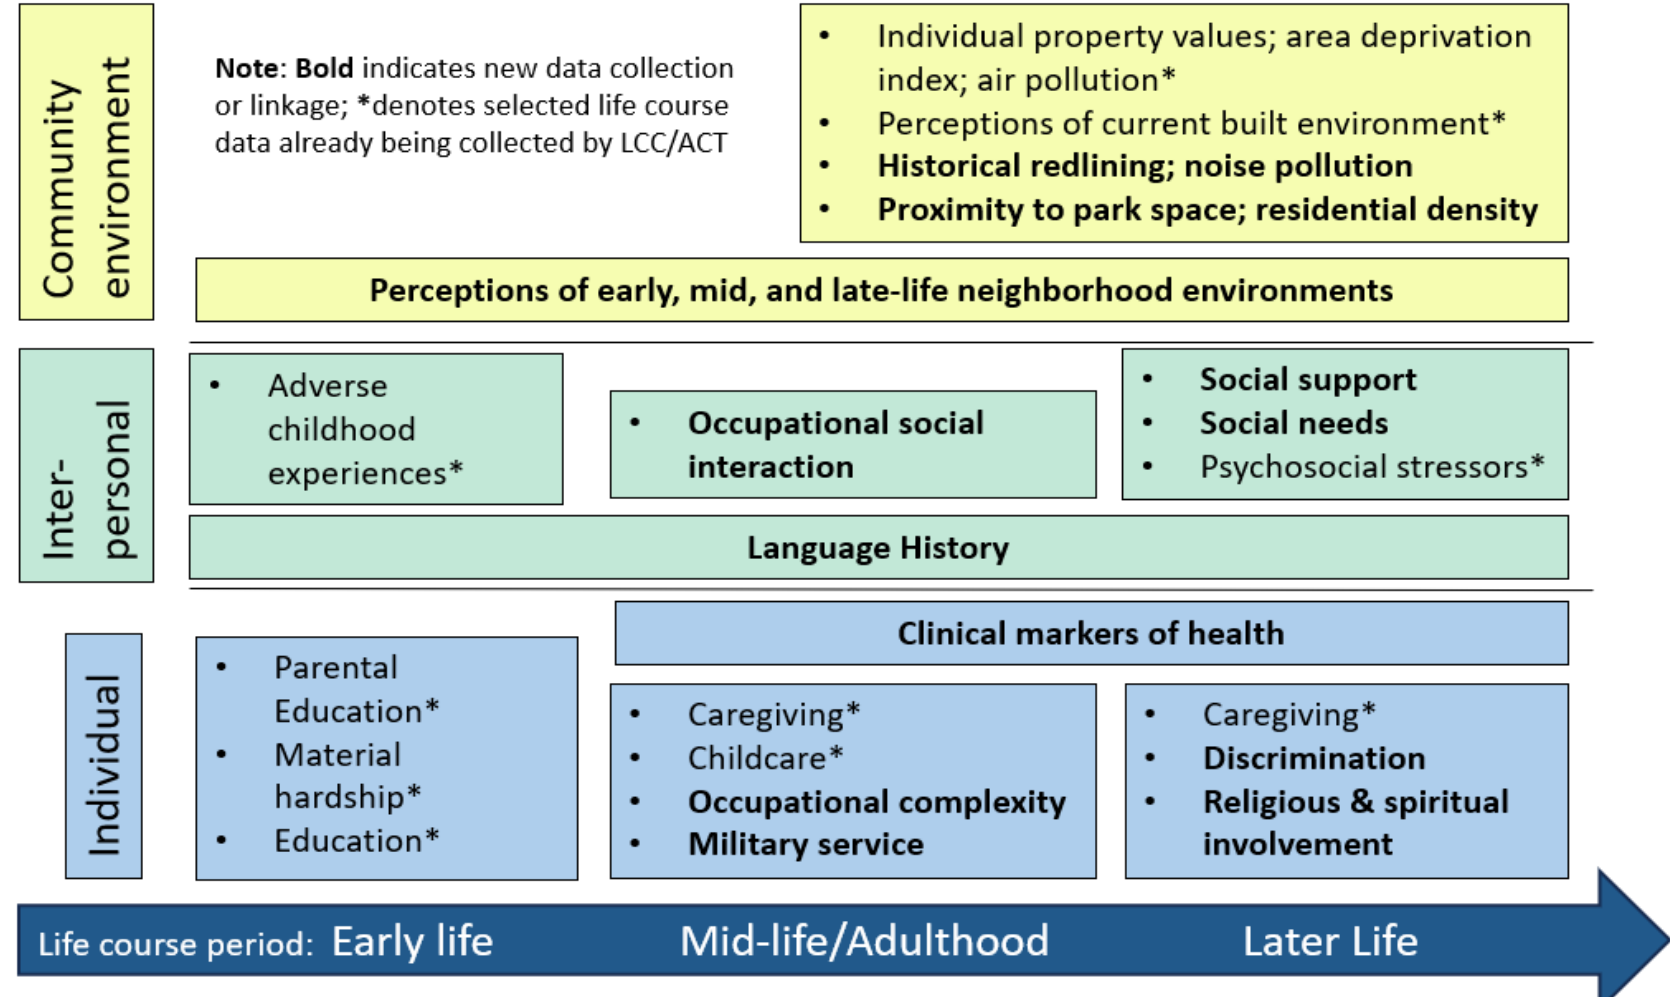 Community
environment
Note: Bold indicates new data collection
or linkage; *denotes selected life course
data already being collected by LCC/ACT
• Individual property values; area deprivation
index; air pollution*
• Perceptions of current built environment*
• Historical redlining; noise pollution
• Proximity to park space; residential density
Perceptions of early, mid, and late-life neighborhood environments
Inter-
personal
• Adverse
childhood
experiences*
• Occupational social
interaction
• Social support
• Social needs
• Psychosocial stressors*
Language History
Individual
Clinical markers of health
• Parental
Education*
• Material
hardship*
• Education*
• Caregiving*
• Childcare*
• Occupational complexity
• Military service
• Caregiving*
• Discrimination
• Religious & spiritual
involvement
Life course period: Early life Mid-life/Adulthood Later Life